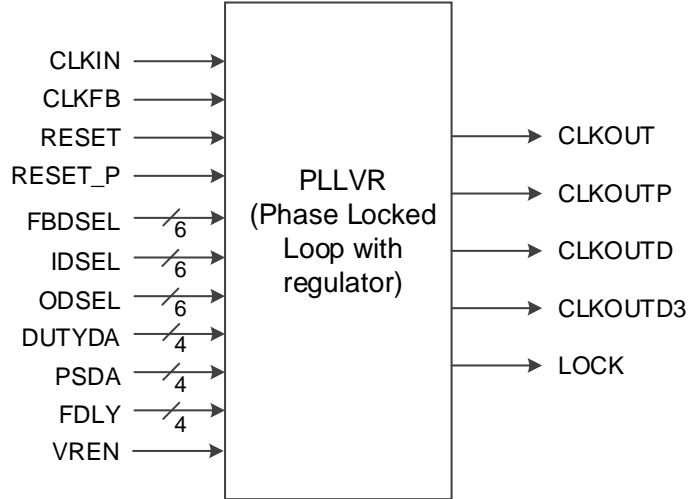 CLKIN
CLKFB
RESET
RESET_P
FBDSEL
6
IDSEL
6
ODSEL
6
DUTYDA
4
PSDA
4
FDLY
4
VREN
PLLVR
(Phase Locked
Loop with
regulator)
CLKOUT
CLKOUTP
CLKOUTD
CLKOUTD3
LOCK